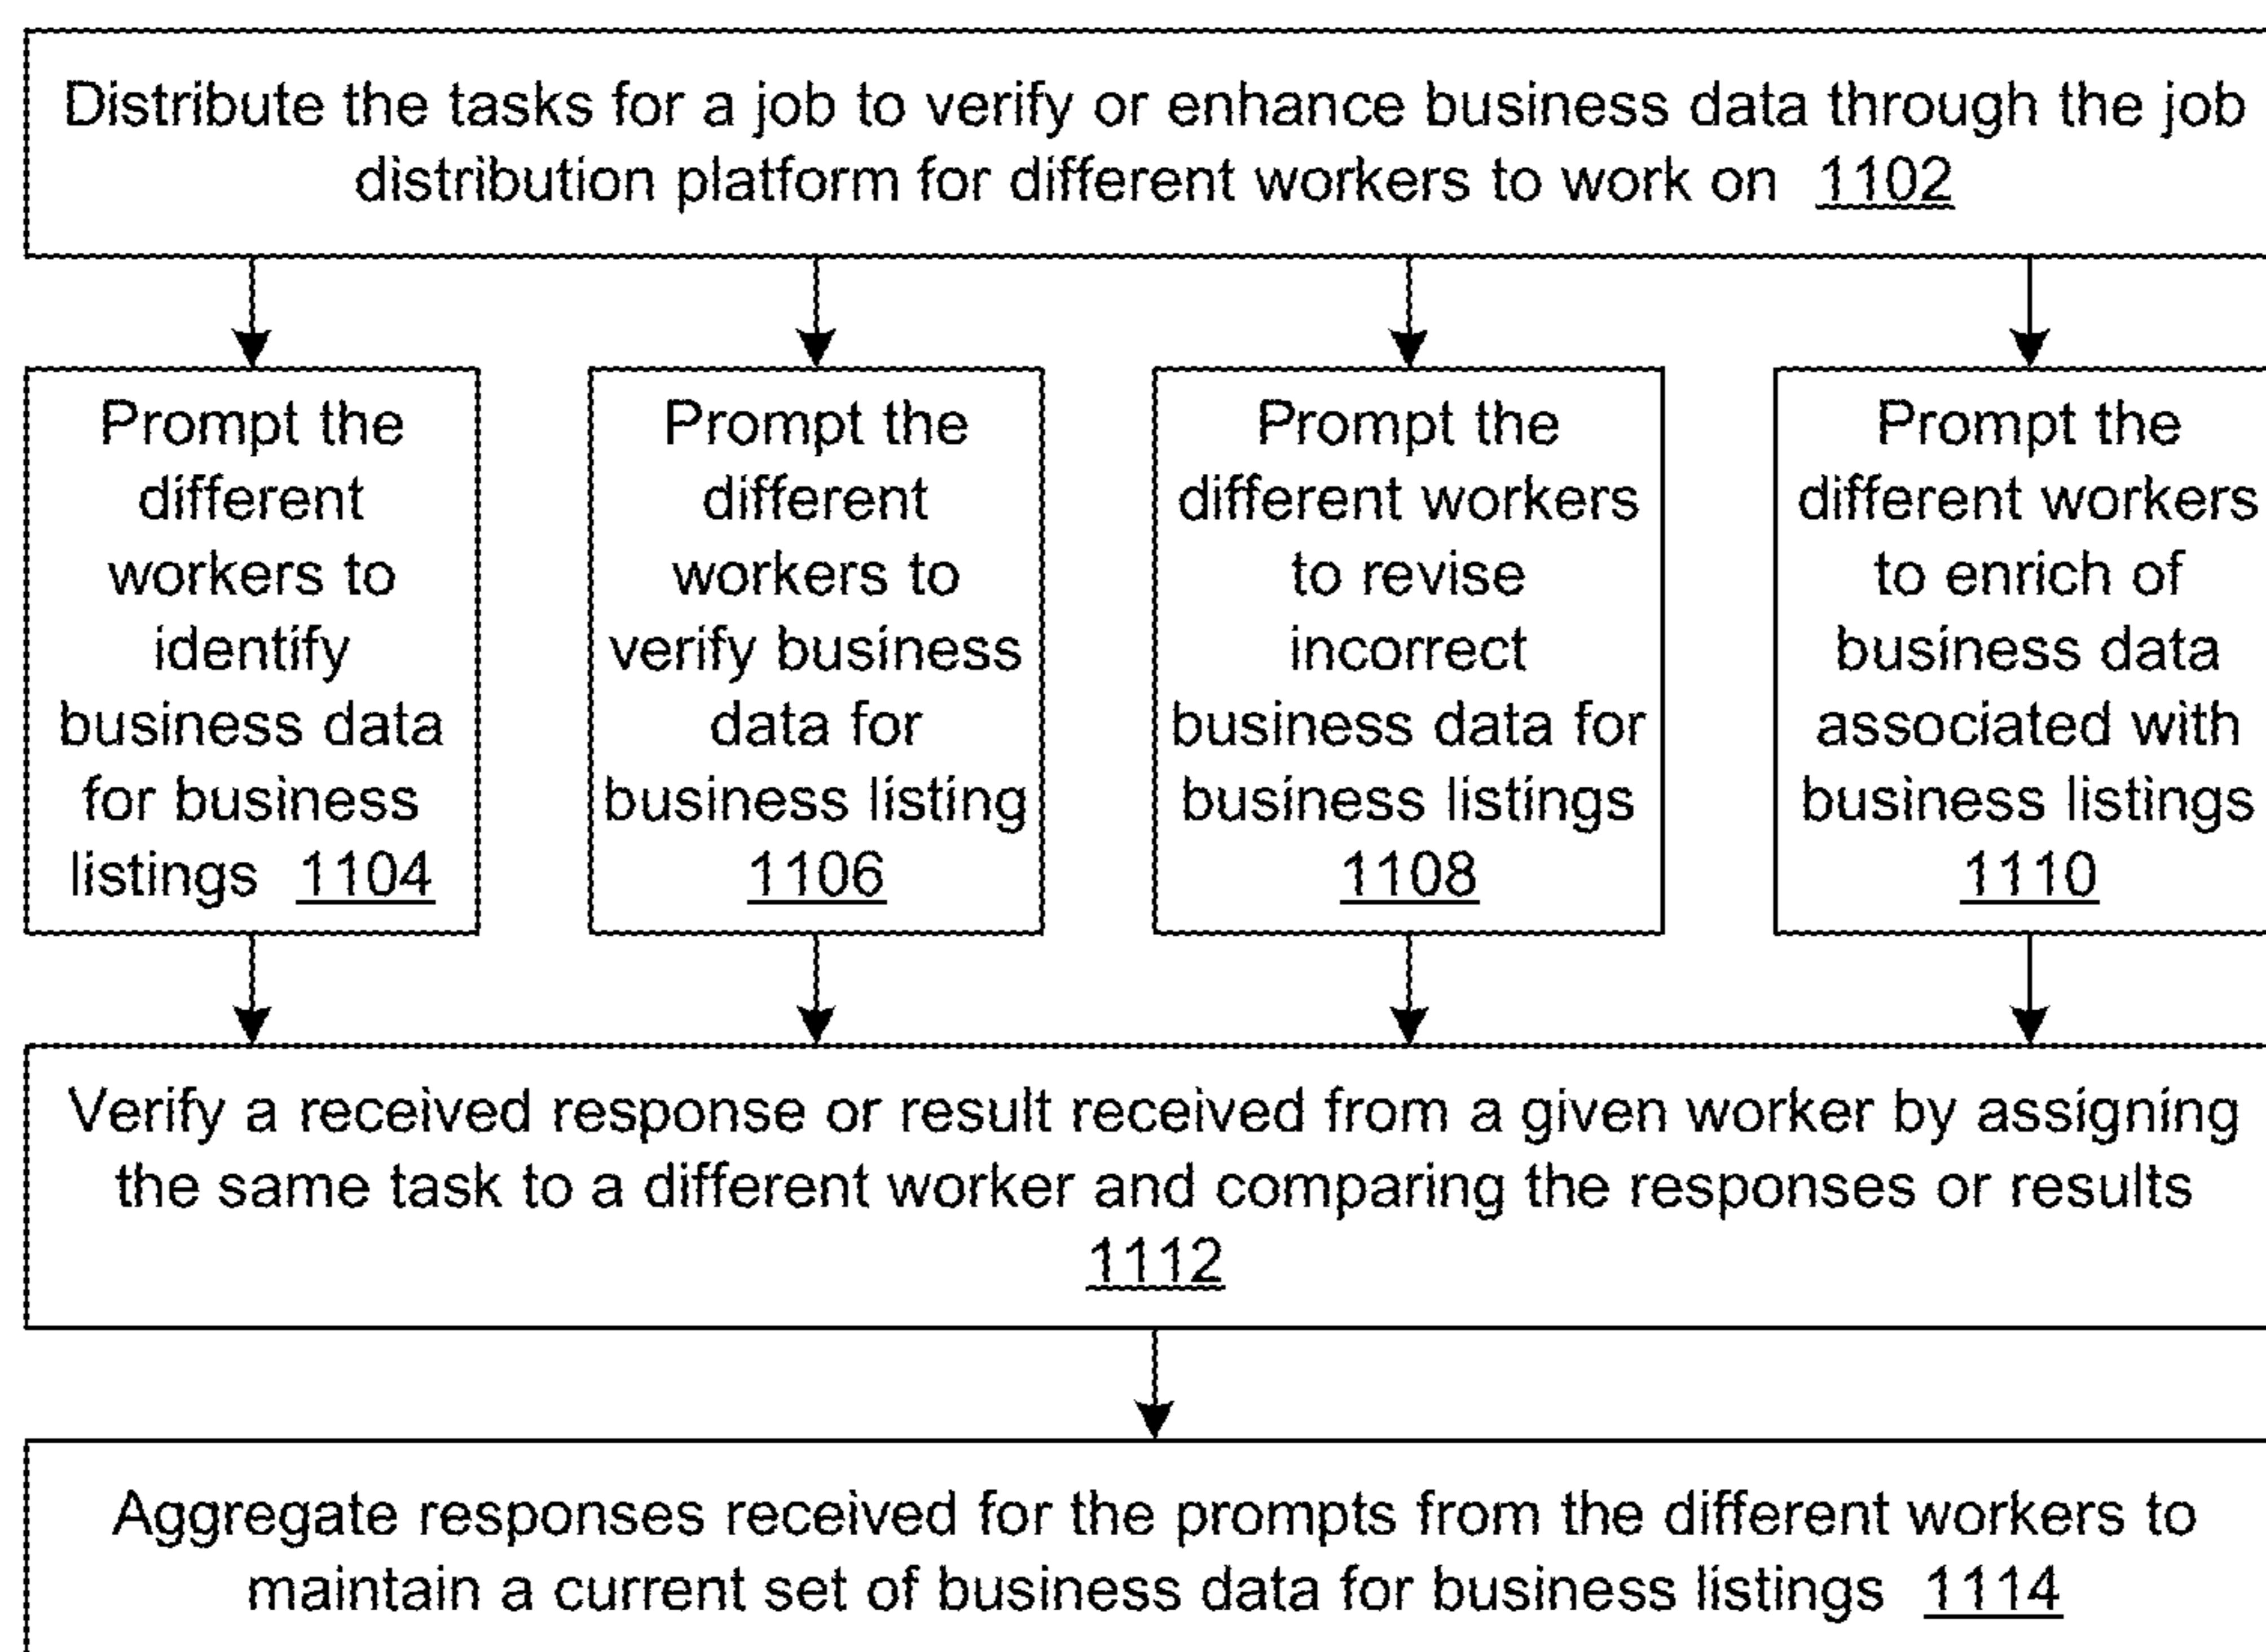 Distribute the tasks for a job to verify or enhance business data through the job
distribution platform for different workers to work on 1102
Prompt the
different
workers to
identify
business data
for business
listings 1104
Prompt the
different
workers to
verify business
data for
business listing
1106
Prompt the
different workers
to revise
incorrect
business data for
business listings
1108
Prompt the
different workers
to enrich of
business data
associated with
business listings
1110
Verify a received response or result received from a given worker by assigning
the same task to a different worker and comparing the responses or results
1112
Aggregate responses received for the prompts from the different workers to
maintain a current set of business data for business listings 1114